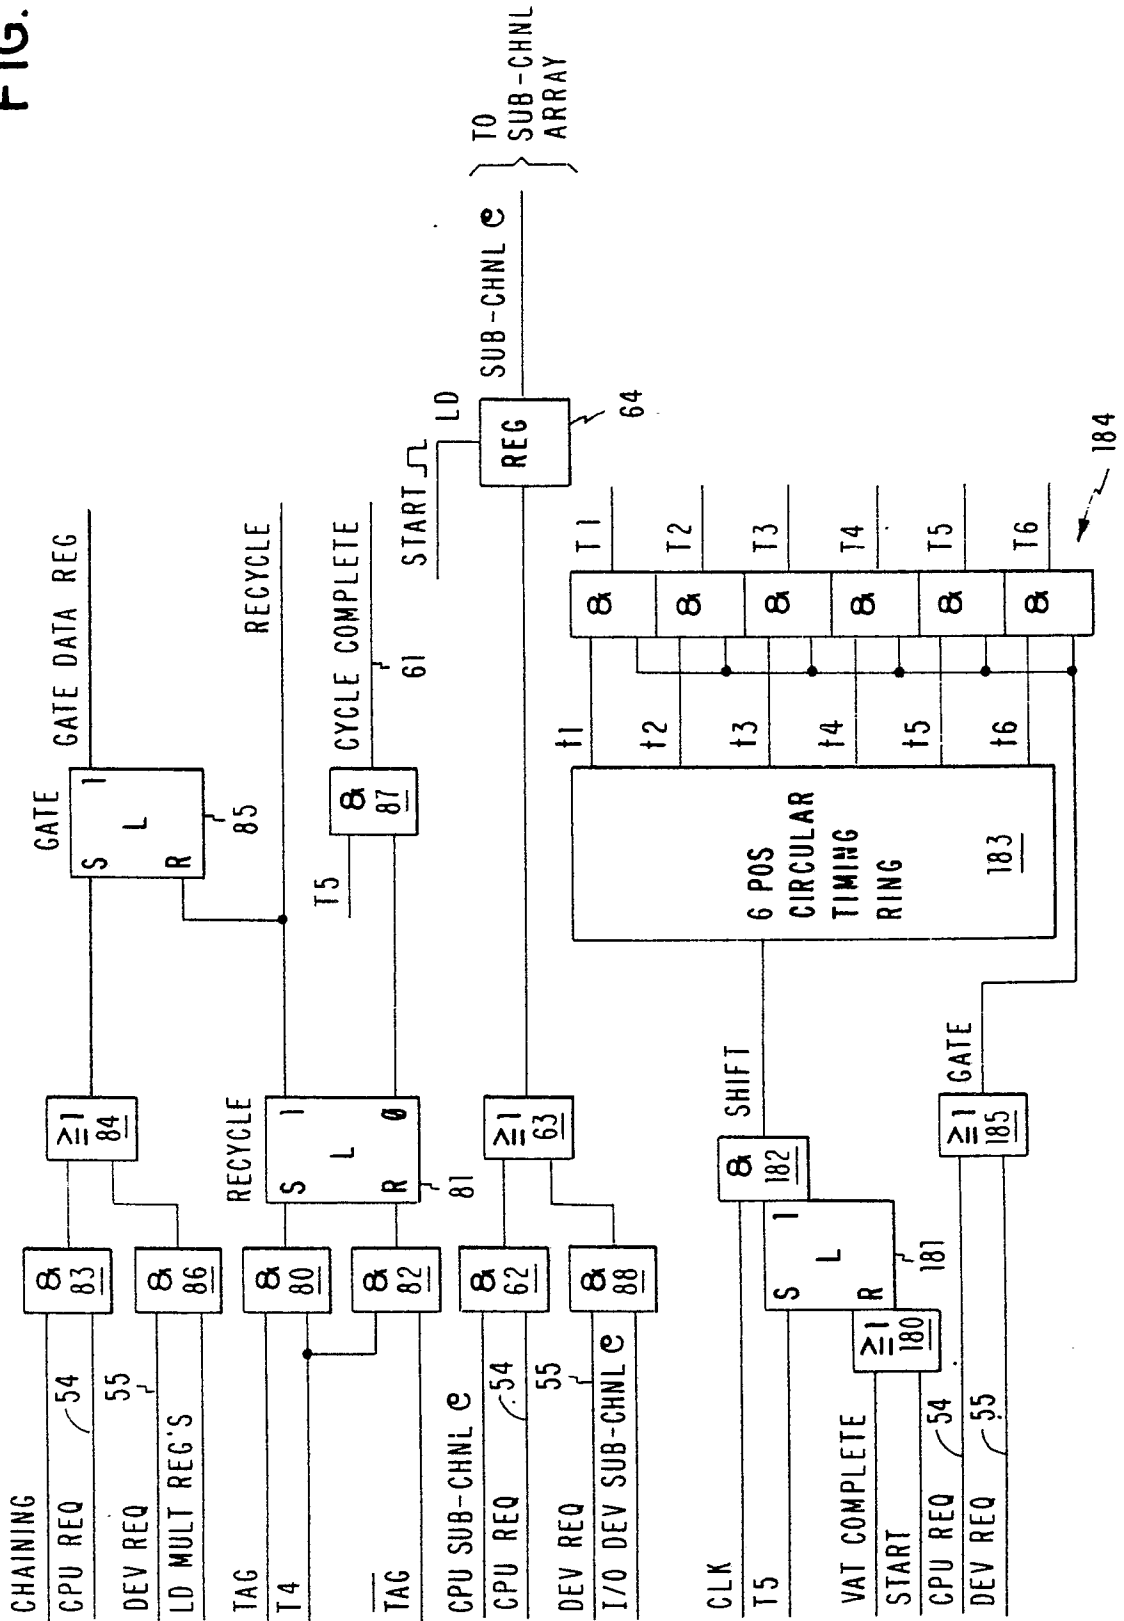 FIG.
CHAINING
CPU REQ
54
DEV REQ
55
LD MULT REG'S
&
83
&
86
>=1
84
GATE
S
R
L
1
85
GATE DATA REG
TAG
T4
TAG
&
80
&
82
RECYCLE
S
R
L
1
0
81
RECYCLE
T5
&
87
CYCLE COMPLETE
61
CPU SUB-CHNL @
CPU REQ
54
DEV REQ
55
I/O DEV SUB-CHNL @
&
62
&
88
>=1
63
START
LD
REG
64
SUB-CHNL @
TO
SUB-CHNL
ARRAY
CLK
T5
VAT COMPLETE
START
CPU REQ
54
DEV REQ
55
>=1
180
S
R
L
1
181
&
182
SHIFT
>=1
185
GATE
6 POS
CIRCULAR
TIMING
RING
183
t1
t2
t3
t4
t5
t6
&
&
&
&
&
&
T1
T2
T3
T4
T5
T6
184